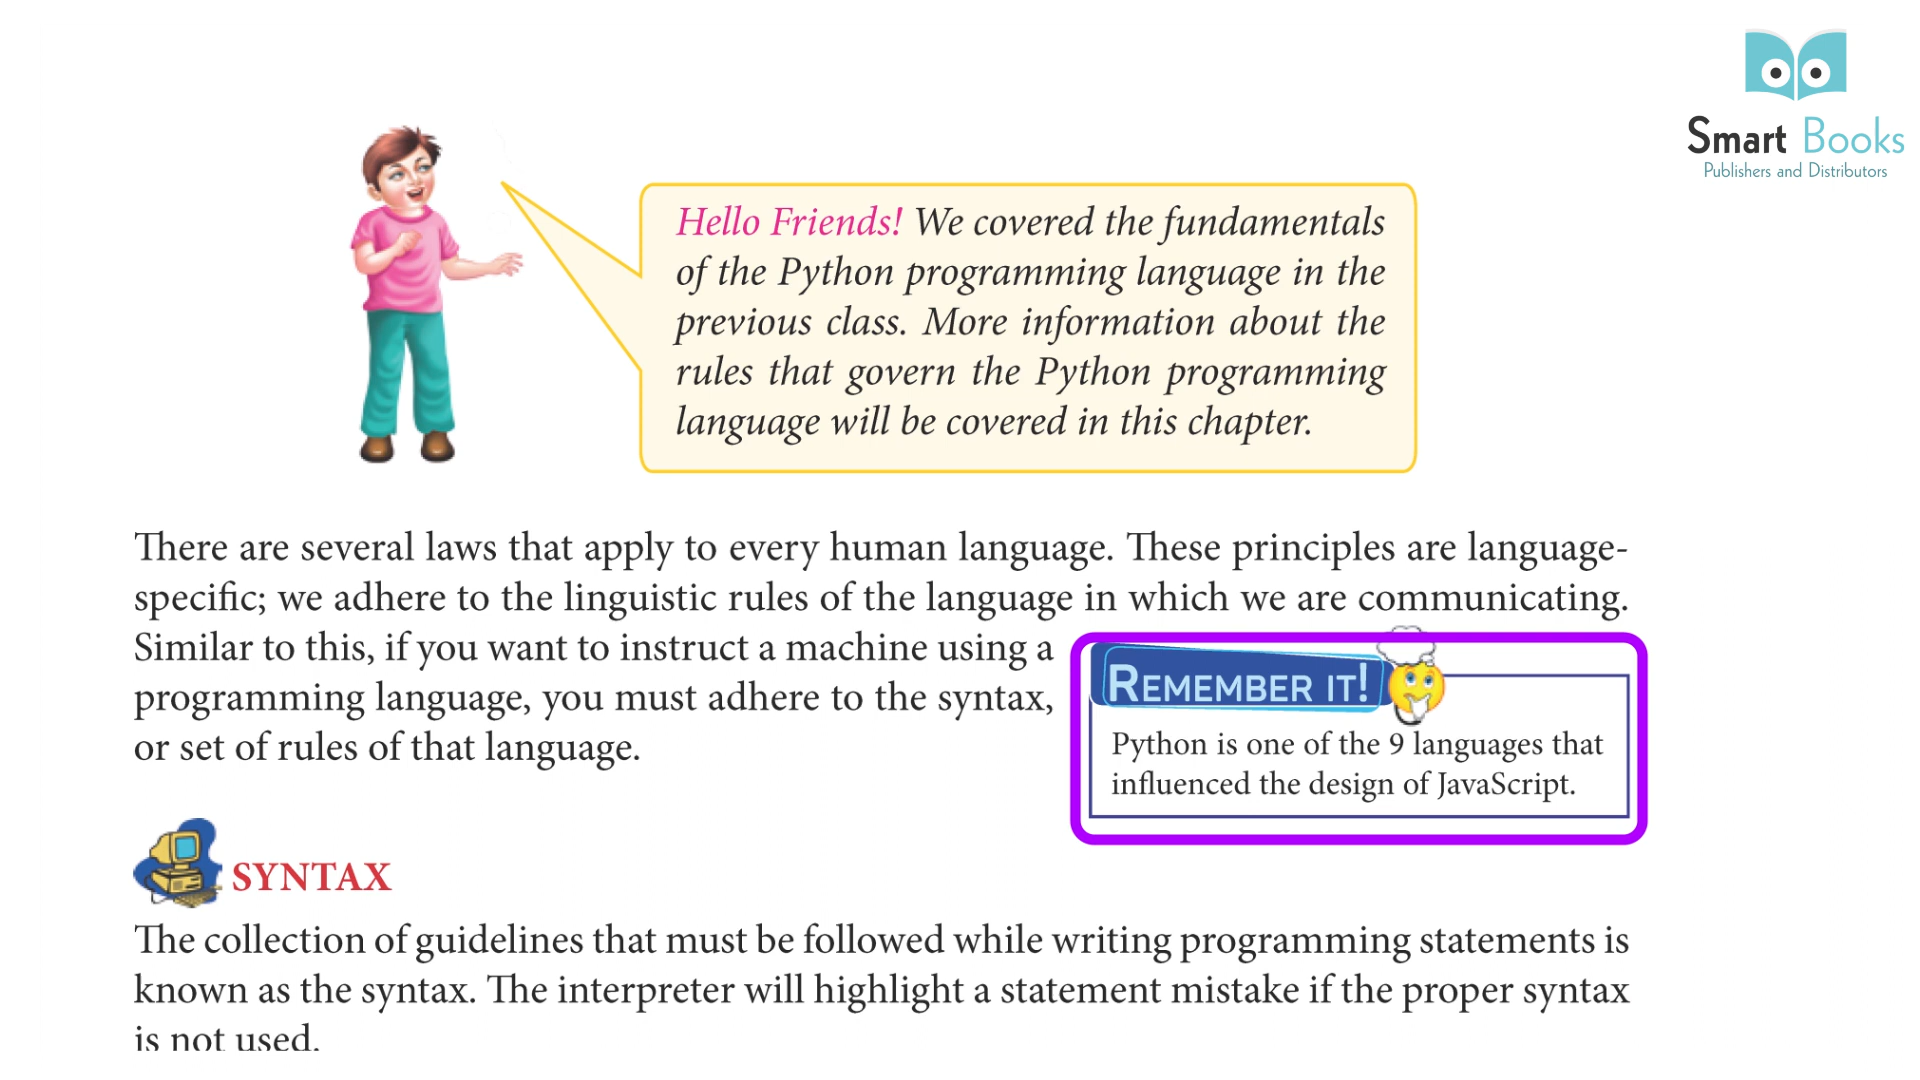 Smart Books
Publishers and Distributors
Hello Friends! We covered the fundamentals
of the Python programming language in the
previous class. More information about the
rules that govern the Python programming
language will be covered in this chapter.
There are several laws that apply to every human language. These principles are language-
specific; we adhere to the linguistic rules of the language in which we are communicating.
Similar to this, if you want to instruct a machine using a
programming language, you must adhere to the syntax,
or set of rules of that language.
REMEMBER IT!
Python is one of the 9 languages that
influenced the design of JavaScript.
SYNTAX
The collection of guidelines that must be followed while writing programming statements is
known as the syntax. The interpreter will highlight a statement mistake if the proper syntax
is not used.